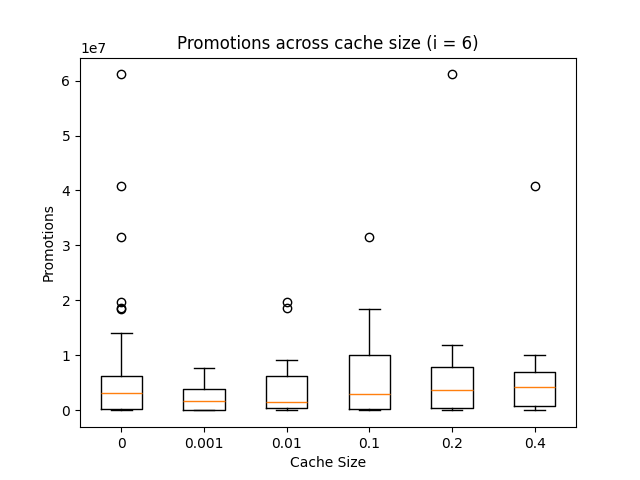 Promotions across cache size (i = 6)
1e7
6
5
4
3
2
1
0
Promotions
0 0.001 0.01 0.1 0.2 0.4
Cache Size